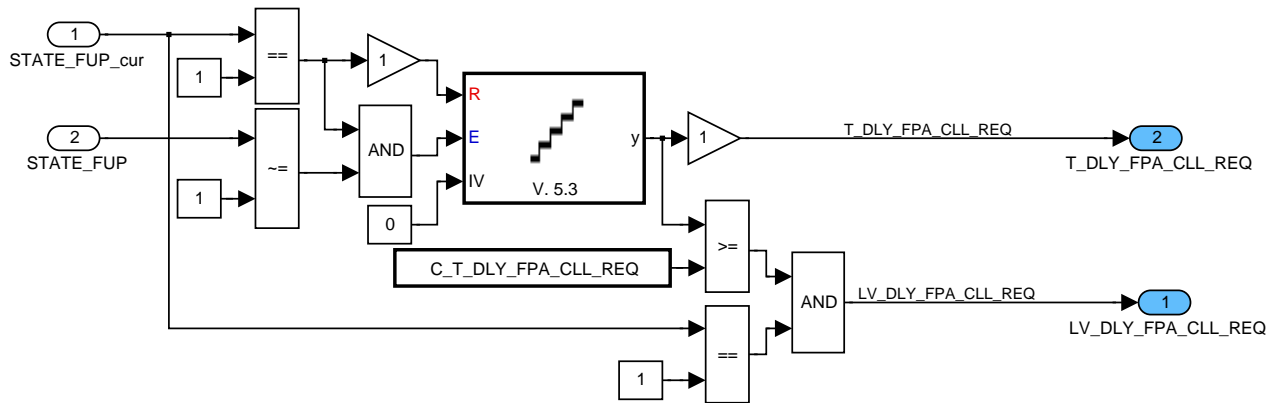 1
STATE_FUP_cur
==
1
1
R
2
STATE_FUP
~=
1
AND
E
IV
y
V. 5.3
0
1
T_DLY_FPA_CLL_REQ
2
T_DLY_FPA_CLL_REQ
>=
C_T_DLY_FPA_CLL_REQ
AND
LV_DLY_FPA_CLL_REQ
1
LV_DLY_FPA_CLL_REQ
==
1